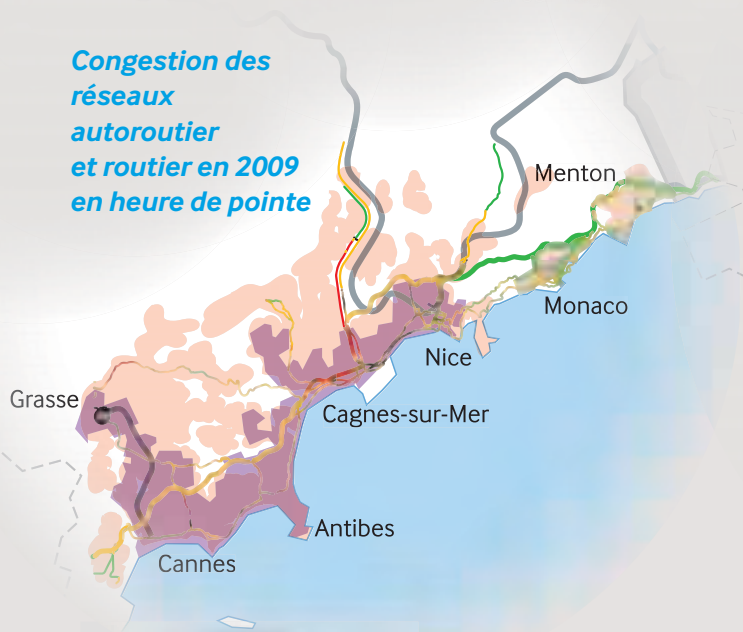 Congestion des
réseaux
autoroutier
et routier en 2009
en heure de pointe
Menton
Monaco
Nice
Grasse
Cagnes-sur-Mer
Antibes
Cannes